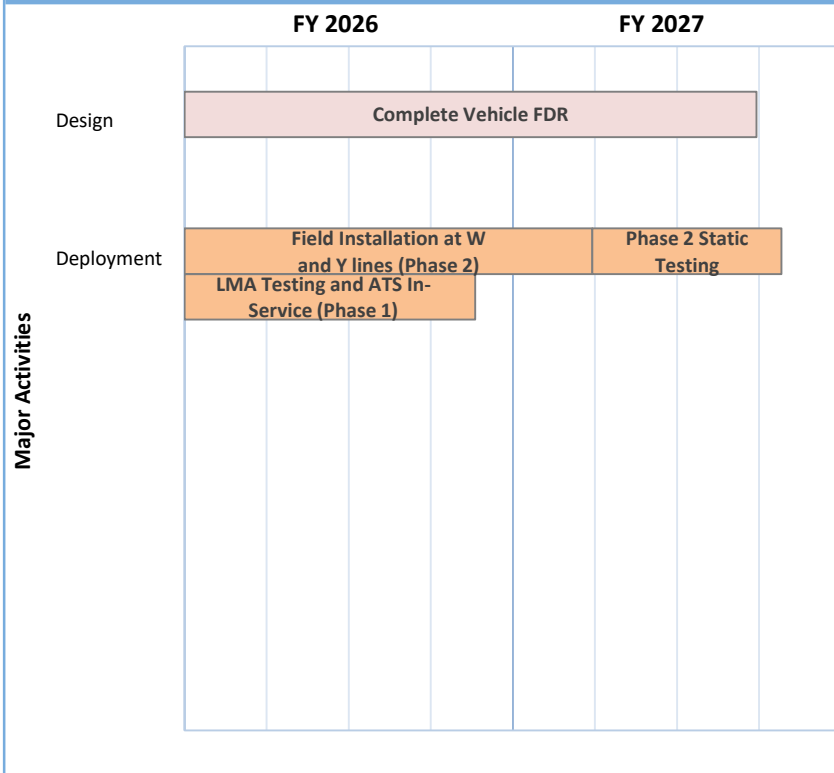 FY 2026
FY 2027
Design
Complete Vehicle FDR
Deployment
Field Installation at W
and Y lines (Phase 2)
Phase 2 Static
Testing
LMA Testing and ATS In-
Service (Phase 1)
Major Activities